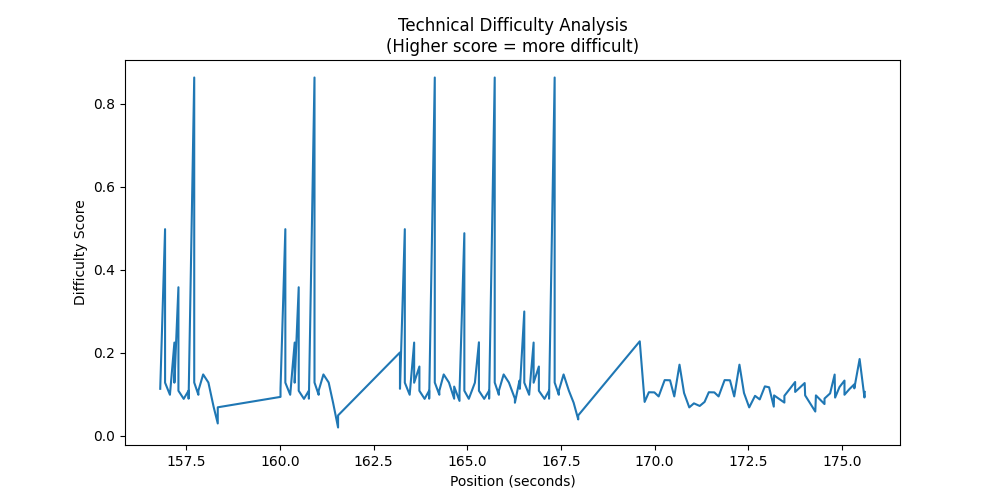 Technical Difficulty Analysis
(Higher score = more difficult)
Difficulty Score
0.8
0.6
0.4
0.2
0.0
157.5 160.0 162.5 165.0 167.5 170.0 172.5 175.0
Position (seconds)